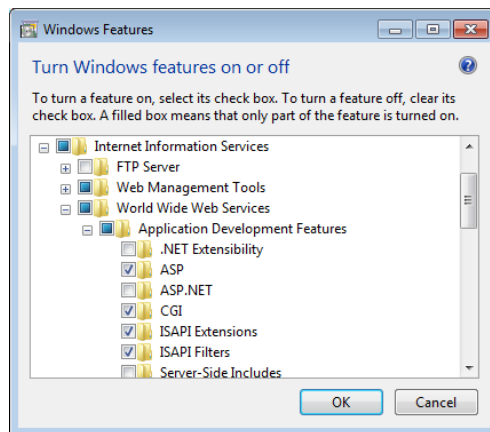 Windows Features
Turn Windows features on or off
To turn a feature on, select its check box. To turn a feature off, clear its
check box. A filled box means that only part of the feature is turned on.
Internet Information Services
FTP Server
Web Management Tools
World Wide Web Services
Application Development Features
.NET Extensibility
ASP
ASP.NET
CGI
ISAPI Extensions
ISAPI Filters
Server-Side Includes
OK
Cancel